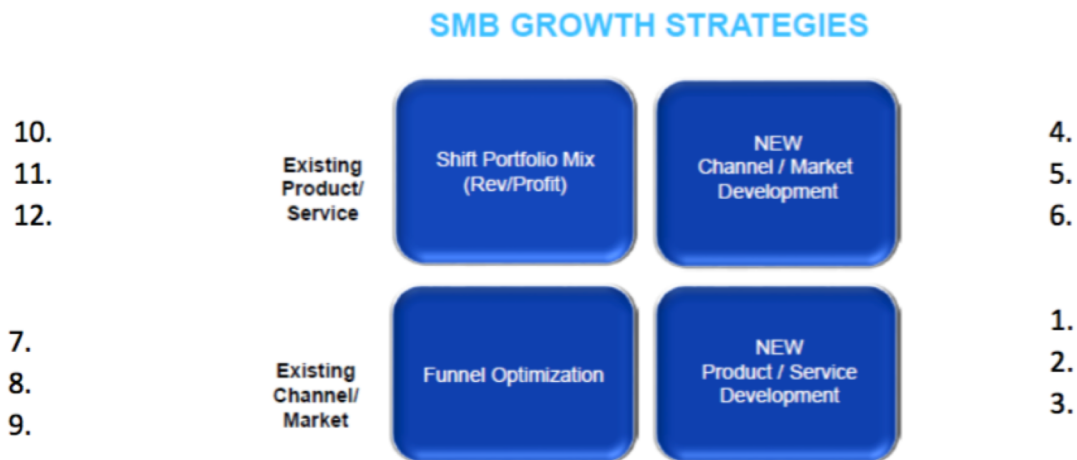 SMB GROWTH STRATEGIES
10.
11.
12.
Existing
Product/
Service
Shift Portfolio Mix
(Rev/Profit)
NEW
Channel / Market
Development
4.
5.
6.
7.
8.
9.
Existing
Channel/
Market
Funnel Optimization
NEW
Product / Service
Development
1.
2.
3.